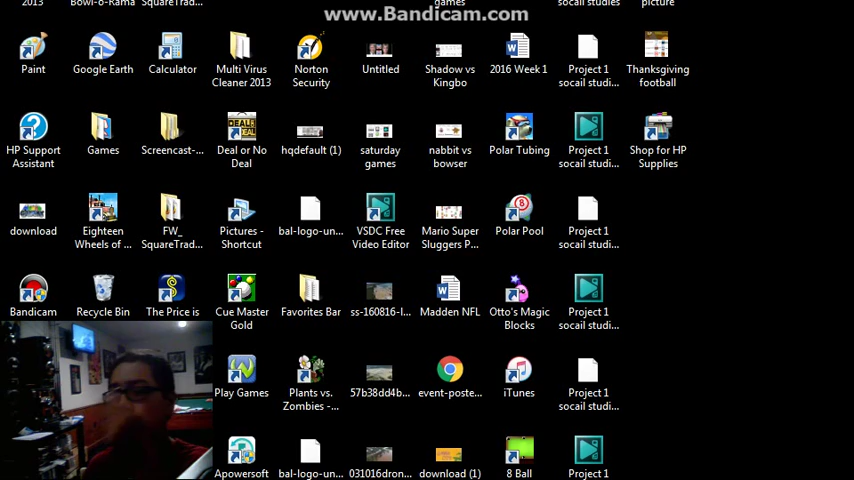 www.Bandicam.com
2013
Bowl-o-Rama
SquareTrad...
games
socail studies
picture
Paint
Google Earth
Calculator
Multi Virus
Cleaner 2013
Norton
Security
Untitled
Shadow vs
Kingbo
2016 Week 1
Project 1
socail studi...
Thanksgiving
football
HP Support
Assistant
Games
Screencast-...
Deal or No
Deal
hqdefault (1)
saturday
games
nabbit vs
bowser
Polar Tubing
Project 1
socail studi...
Shop for HP
Supplies
download
Eighteen
Wheels of ...
FW_
SquareTrad...
Pictures -
Shortcut
bal-logo-un...
VSDC Free
Video Editor
Mario Super
Sluggers P...
Polar Pool
Project 1
socail studi...
Bandicam
Recycle Bin
The Price is
Cue Master
Gold
Favorites Bar
ss-160816-l...
Madden NFL
Otto's Magic
Blocks
Project 1
socail studi...
Play Games
Plants vs.
Zombies -...
57b38dd4b...
event-poste...
iTunes
Project 1
socail studi...
Apowersoft
bal-logo-un...
031016dron...
download (1)
8 Ball
Project 1